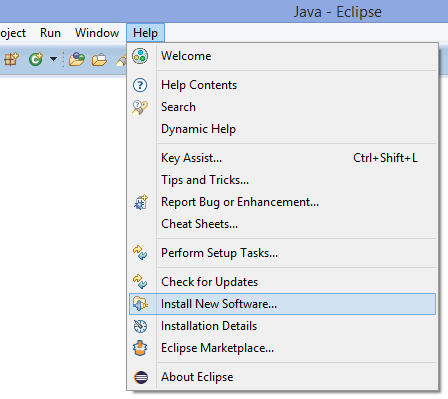 Java - Eclipse
oject Run Window Help
Welcome
Help Contents
Search
Dynamic Help
Key Assist... Ctrl+Shift+L
Tips and Tricks...
Report Bug or Enhancement...
Cheat Sheets...
Perform Setup Tasks...
Check for Updates
Install New Software...
Installation Details
Eclipse Marketplace...
About Eclipse